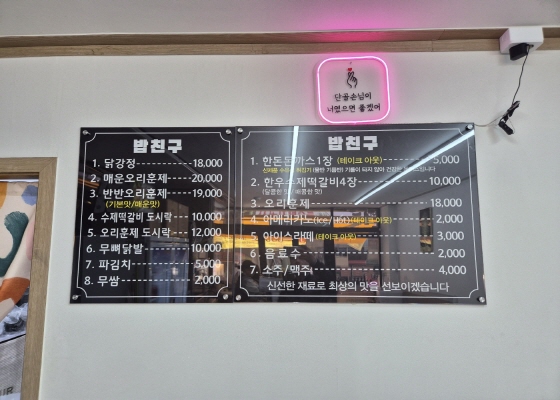 단골손님이
너였으면 좋겠어
밥친구
1. 닭강정 18,000
2. 매운오리훈제 20,000
3. 반반오리훈제 19,000
(기본맛/매운맛)
4. 수제떡갈비 도시락 10,000
5. 오리훈제 도시락 12,000
6. 무뼈닭발 10,000
7. 파김치 5,000
8. 무쌈 2,000
밥친구
1. 한돈돈까스1장 (테이크 아웃) 5,000
2. 한우수제떡갈비4장 10,000
3. 오리훈제 18,000
4. 아메리카노(Ice/Hot)(테이크 아웃) 2,000
5. 아이스라떼(테이크 아웃) 3,000
6. 음료수 2,000
7. 소주/맥주 4,000
신선한 재료로 최상의 맛을 선보이겠습니다